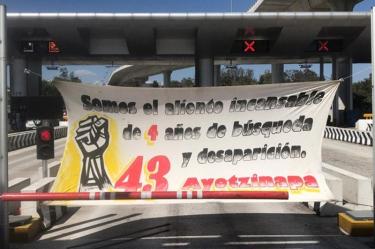 Somos el aliento incansable
de 4 años de búsqueda
y desaparición.
43 Ayotzinapa